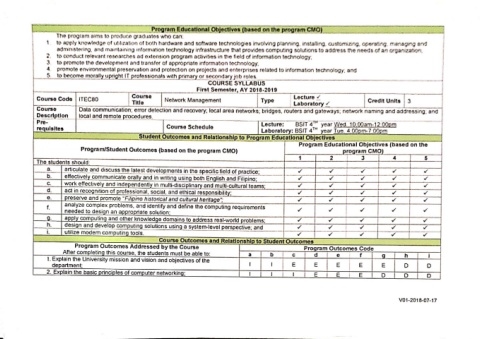 Program Educational Objectives (based on the program CMO)
The program aims to produce graduates who can:
1. to apply knowledge of utilization of both hardware and software technologies involving planning, installing, customizing, operating, managing and
administering, and maintaining information technology infrastructure that provides computing solutions to address the needs of an organization;
2. to conduct relevant researches and extension program activities in the field of information technology;
3. to promote the development and transfer of appropriate information technology;
4. promote environmental preservation and protection on projects and enterprises related to information technology; and
5. to become morally upright IT professionals with primary or secondary job roles.
COURSE SYLLABUS
First Semester, AY 2018-2019
Course Code ITEC80 Course Title Network Management Type Lecture ✓ Laboratory ✓ Credit Units 3
Course Description Data communication, error detection and recovery; local area networks; bridges, routers and gateways; network naming and addressing; and
local and remote procedures.
Pre-requisites Course Schedule Lecture: BSIT 4TH year Wed. 10:00am-12:00pm
Laboratory: BSIT 4TH year Tue. 4:00pm-7:00pm
Student Outcomes and Relationship to Program Educational Objectives
Program/Student Outcomes (based on the program CMO) Program Educational Objectives (based on the program CMO)
1 2 3 4 5
The students should:
a. articulate and discuss the latest developments in the specific field of practice; ✓ ✓ ✓ ✓ ✓
b. effectively communicate orally and in writing using both English and Filipino; ✓ ✓ ✓ ✓ ✓
c. work effectively and independently in multi-disciplinary and multi-cultural teams; ✓ ✓ ✓ ✓ ✓
d. act in recognition of professional, social, and ethical responsibility; ✓ ✓ ✓ ✓ ✓
e. preserve and promote "Filipino historical and cultural heritage"; ✓ ✓ ✓ ✓ ✓
f. analyze complex problems, and identify and define the computing requirements
needed to design an appropriate solution; ✓ ✓ ✓ ✓ ✓
g. apply computing and other knowledge domains to address real-world problems; ✓ ✓ ✓ ✓ ✓
h. design and develop computing solutions using a system-level perspective; and ✓ ✓ ✓ ✓ ✓
i. utilize modern computing tools. ✓ ✓ ✓ ✓ ✓
Course Outcomes and Relationship to Student Outcomes
Program Outcomes Addressed by the Course Program Outcomes Code
After completing this course, the students must be able to: a b c d e f g h i
1. Explain the University mission and vision and objectives of the
department. I I E E E E E D D
2. Explain the basic principles of computer networking; I I I E E E D D D
V01-2018-07-17